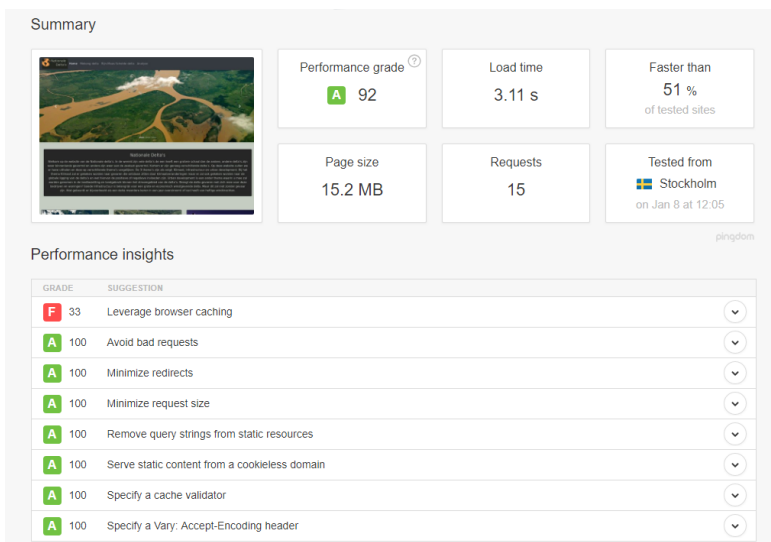 Summary
Performance grade ?
A 92
Load time
3.11 s
Faster than
51 %
of tested sites
Page size
15.2 MB
Requests
15
Tested from
Stockholm
on Jan 8 at 12:05
pingdom
Performance insights
GRADE SUGGESTION
F 33 Leverage browser caching
A 100 Avoid bad requests
A 100 Minimize redirects
A 100 Minimize request size
A 100 Remove query strings from static resources
A 100 Serve static content from a cookieless domain
A 100 Specify a cache validator
A 100 Specify a Vary: Accept-Encoding header